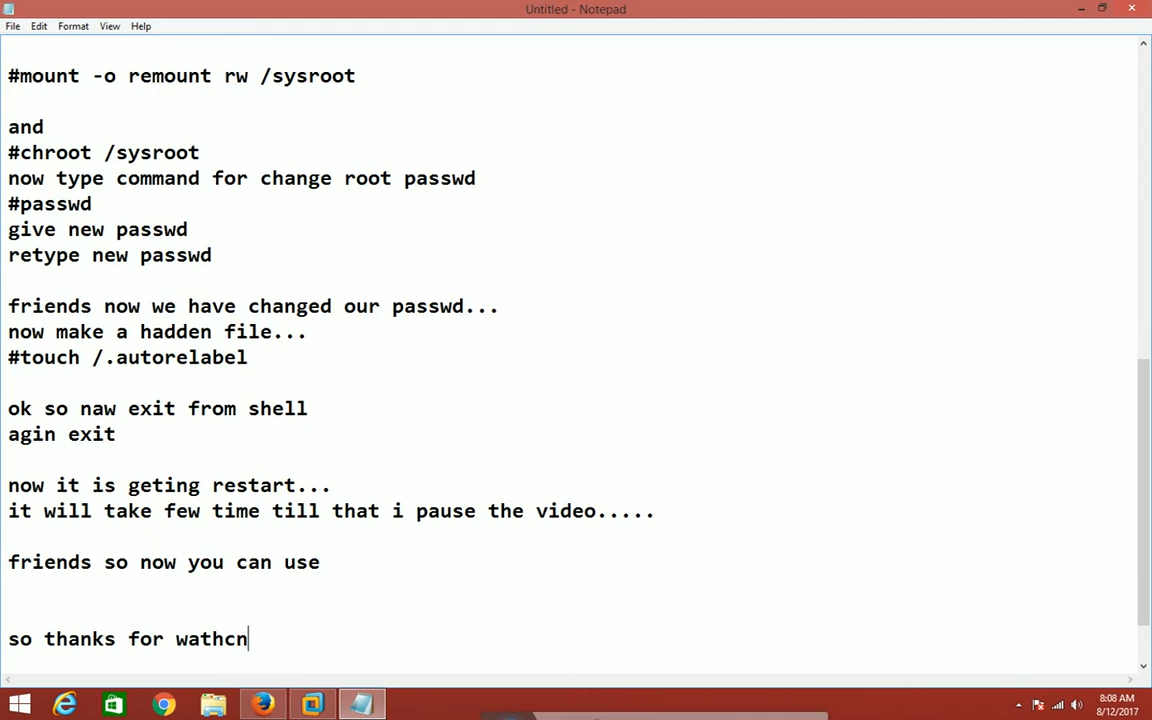 Untitled - Notepad
File Edit Format View Help
#mount -o remount rw /sysroot
and
#chroot /sysroot
now type command for change root passwd
#passwd
give new passwd
retype new passwd
friends now we have changed our passwd...
now make a hadden file...
#touch /.autorelabel
ok so naw exit from shell
agin exit
now it is geting restart...
it will take few time till that i pause the video.....
friends so now you can use
so thanks for wathcn
8:08 AM
8/12/2017